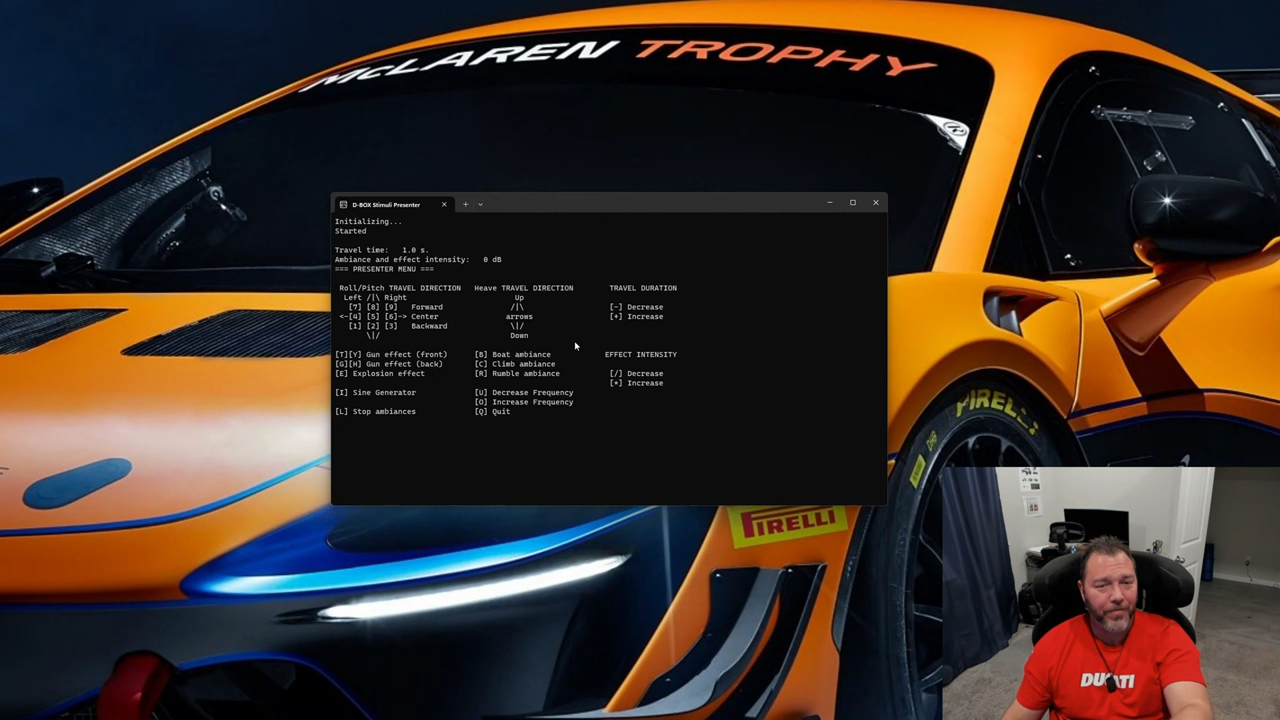 McLAREN TROPHY
D-BOX Stimuli Presenter
Initializing...
Started
Travel time:   1.0 s.
Ambiance and effect intensity:   0 dB
=== PRESENTER MENU ===
Roll/Pitch TRAVEL DIRECTION   Heave TRAVEL DIRECTION   TRAVEL DURATION
Left /|\ Right   Up
[7] [8] [9]   Forward   /|\   [-] Decrease
<-[4] [5] [6]-> Center   arrows   [+] Increase
[1] [2] [3]   Backward   \|/
\|/   Down
[T][Y] Gun effect (front)   [B] Boat ambiance   EFFECT INTENSITY
[G][H] Gun effect (back)   [C] Climb ambiance
[E] Explosion effect   [R] Rumble ambiance   [/] Decrease
[*] Increase
[I] Sine Generator   [U] Decrease Frequency
[O] Increase Frequency
[L] Stop ambiances   [Q] Quit
PIRELLI
PIRELLI